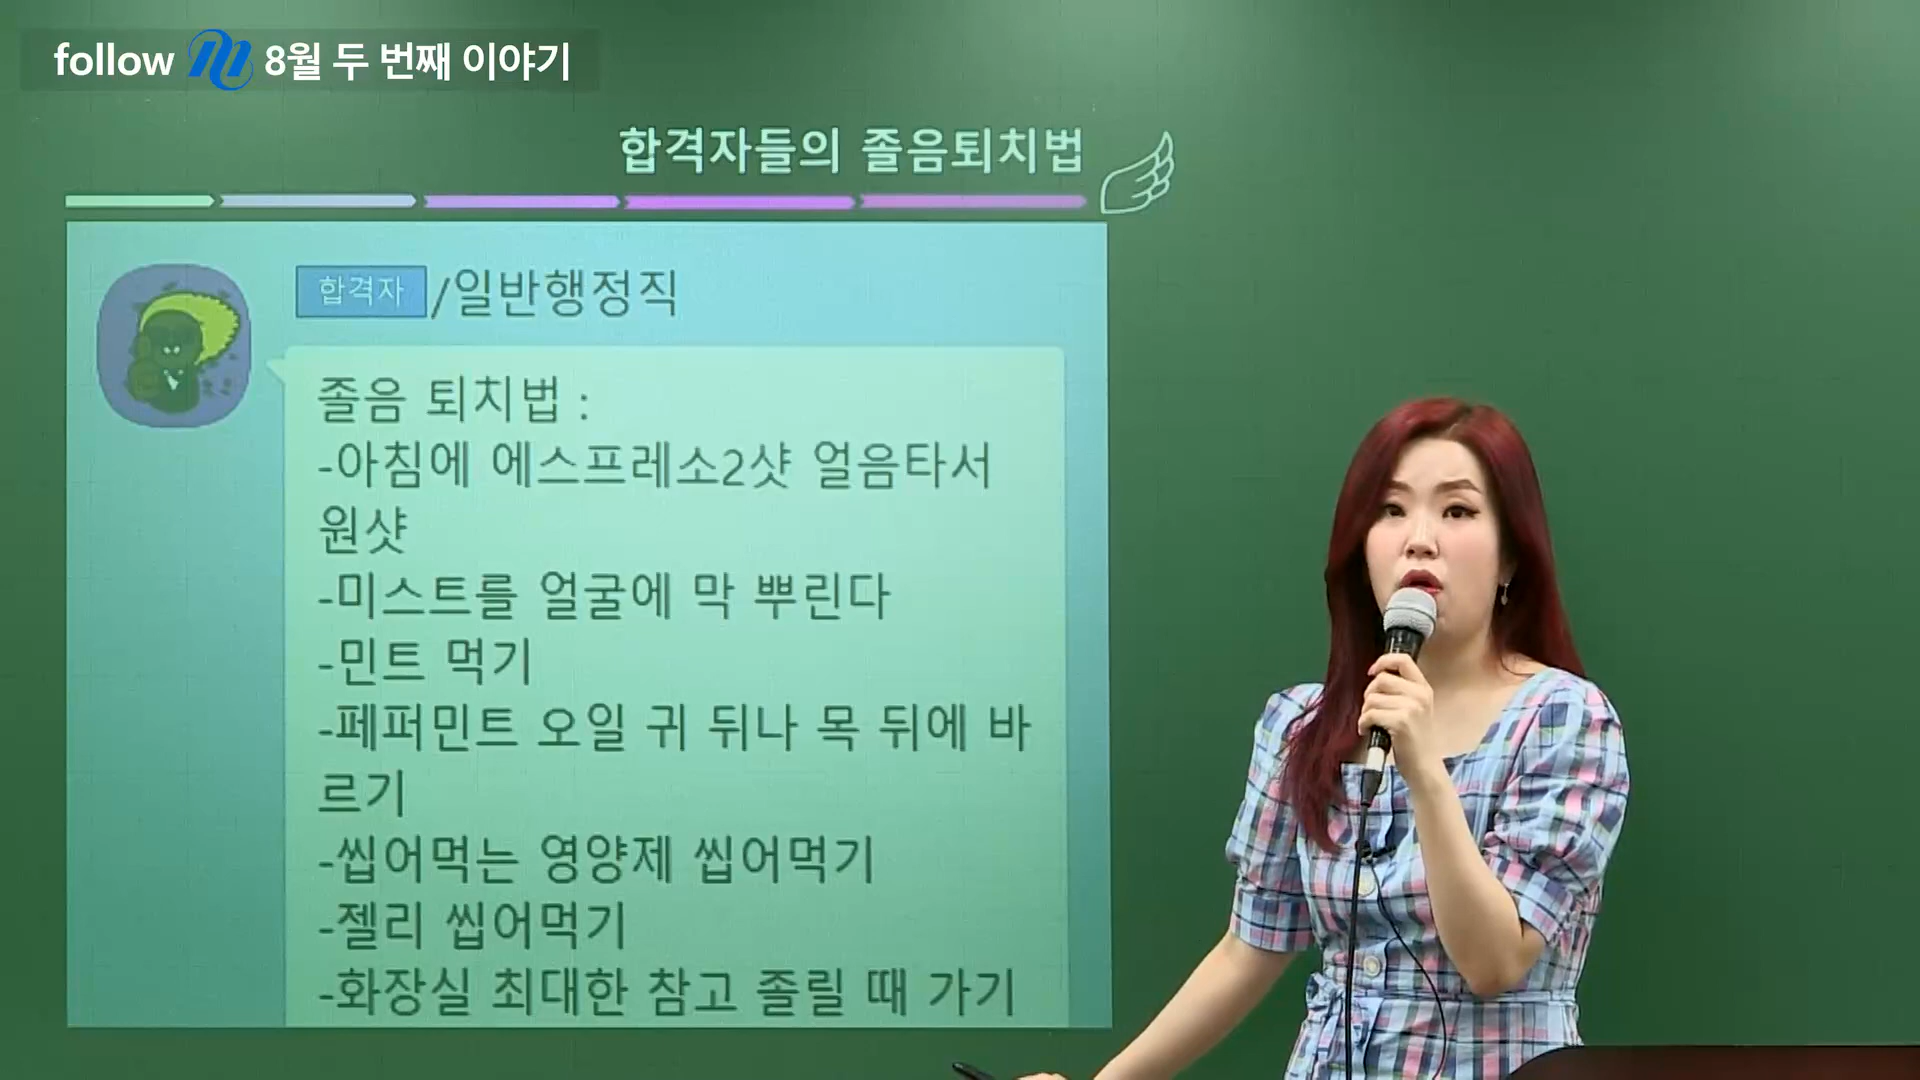 follow 8월 두 번째 이야기
합격자들의 졸음퇴치법
합격자/일반행정직
졸음 퇴치법 :
-아침에 에스프레소2샷 얼음타서
원샷
-미스트를 얼굴에 막 뿌린다
-민트 먹기
-페퍼민트 오일 귀 뒤나 목 뒤에 바
르기
-씹어먹는 영양제 씹어먹기
-젤리 씹어먹기
-화장실 최대한 참고 졸릴 때 가기